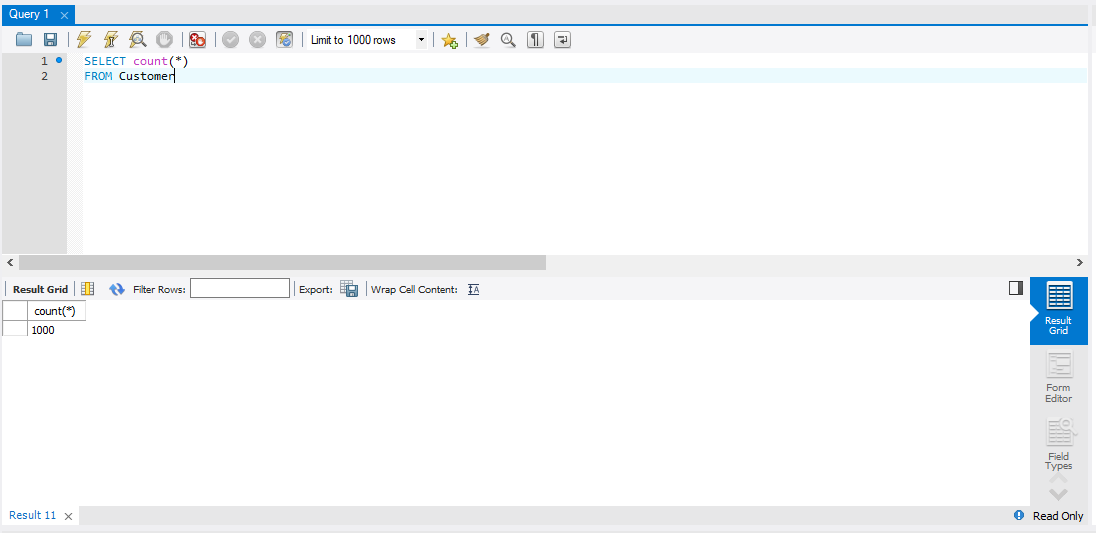 Query 1
Limit to 1000 rows
1 SELECT count(*)
2 FROM Customer
Result Grid Filter Rows: Export: Wrap Cell Content:
count(*)
1000
Result
Grid
Form
Editor
Field
Types
Result 11 Read Only